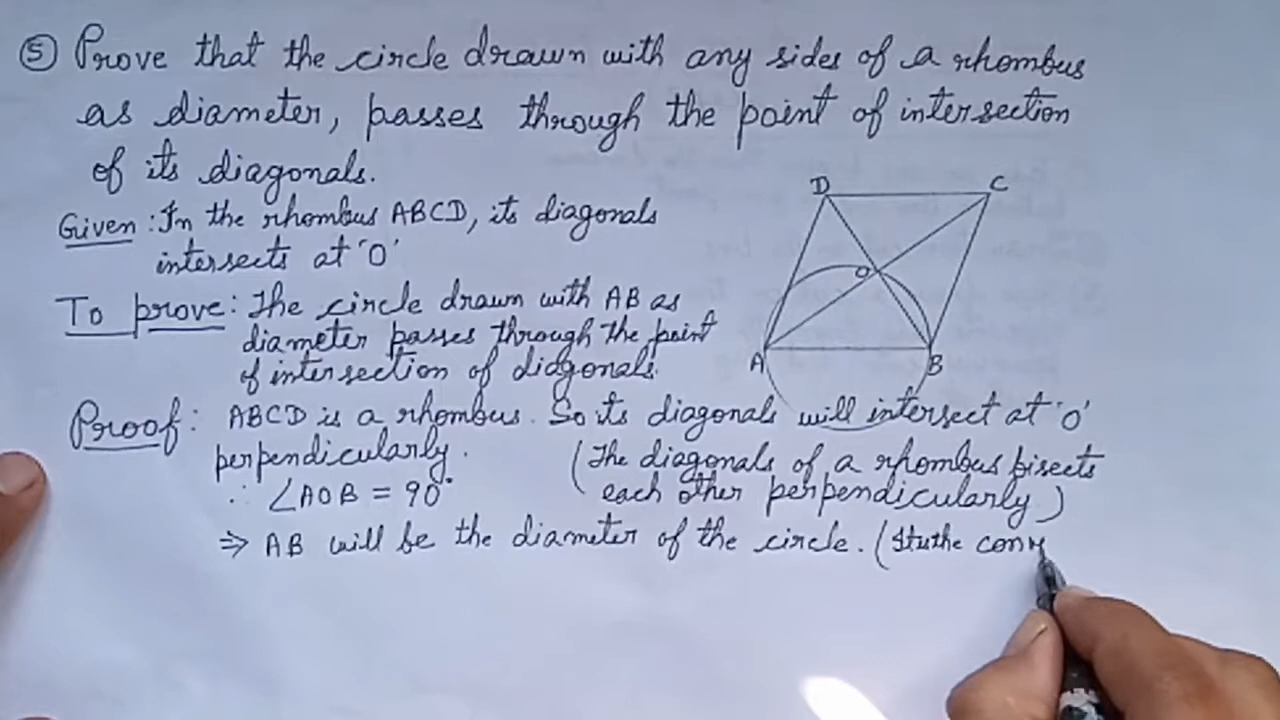 ⑤ Prove that the circle drawn with any sides of a rhombus
as diameter, passes through the point of intersection
of its diagonals.
Given : In the rhombus ABCD, its diagonals
intersects at 'O'
To prove : The circle drawn with AB as
diameter passes through the point
of intersection of diagonals.
D C
O
A B
Proof : ABCD is a rhombus. So its diagonals will intersect at 'O'
perpendicularly. (The diagonals of a rhombus bisects
each other perpendicularly)
∴ ∠AOB = 90°
⇒ AB will be the diameter of the circle. (